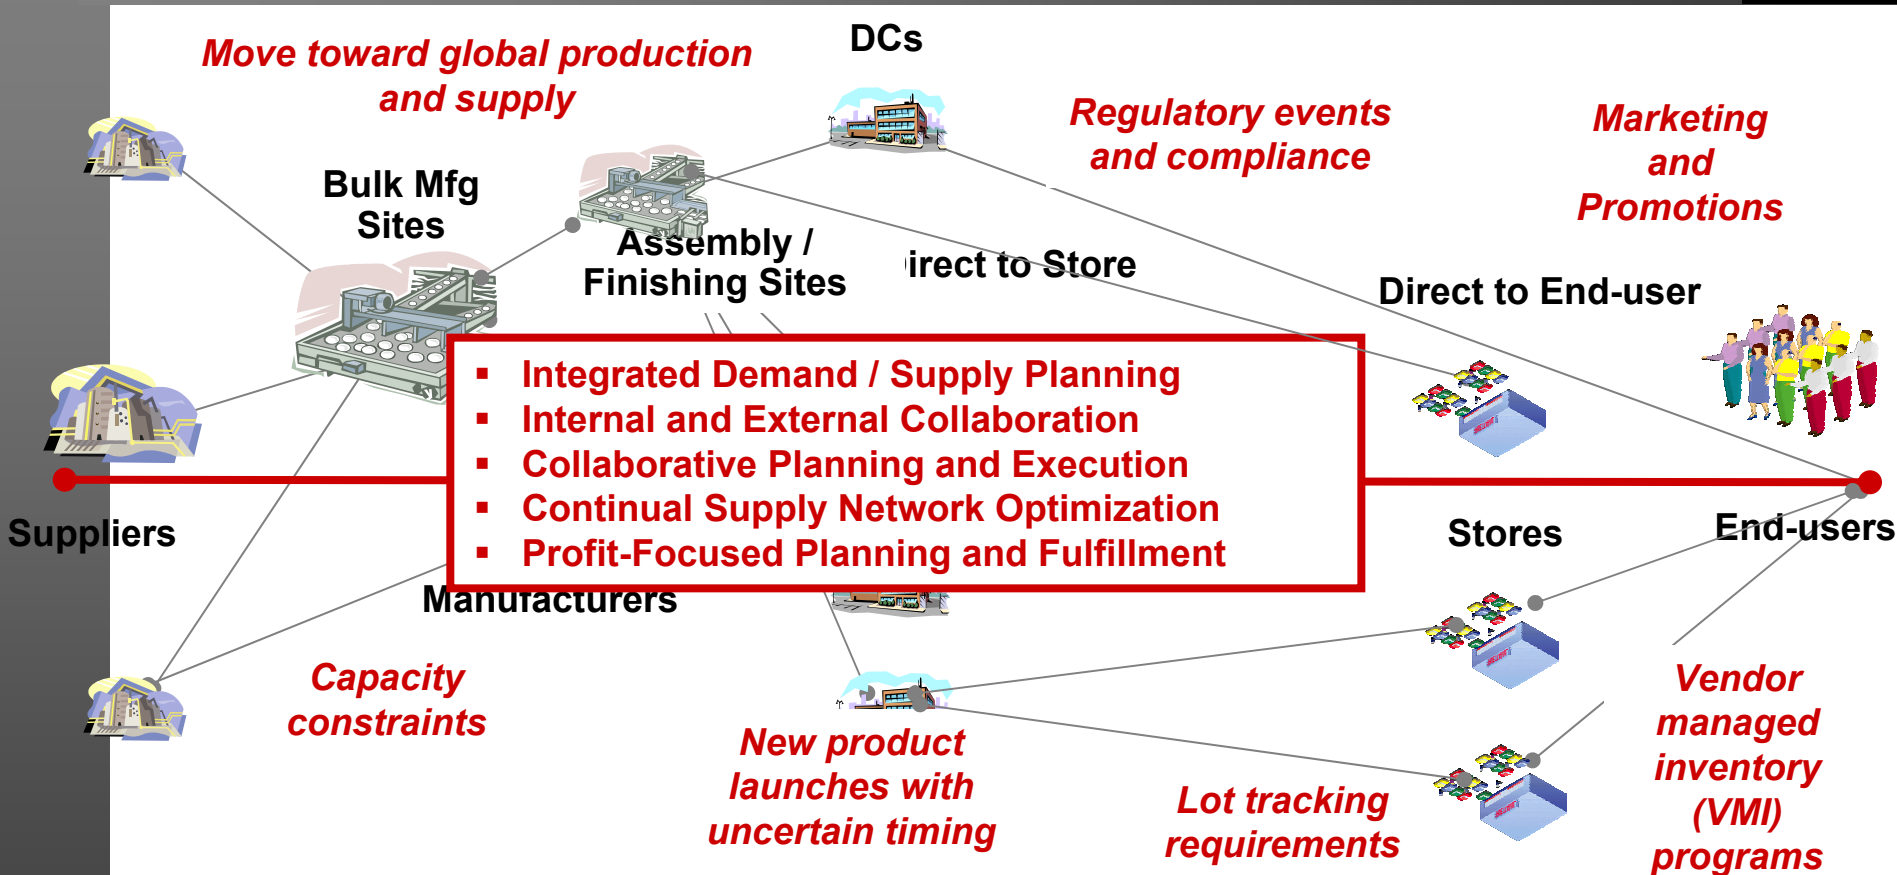 DCs
Move toward global production
and supply
Regulatory events
and compliance
Marketing
and
Promotions
Bulk Mfg
Sites
Assembly /
Finishing Sites
irect to Store
Direct to End-user
▪ Integrated Demand / Supply Planning
▪ Internal and External Collaboration
▪ Collaborative Planning and Execution
▪ Continual Supply Network Optimization
▪ Profit-Focused Planning and Fulfillment
Suppliers
Stores
End-users
Manufacturers
Capacity
constraints
New product
launches with
uncertain timing
Lot tracking
requirements
Vendor
managed
inventory
(VMI)
programs